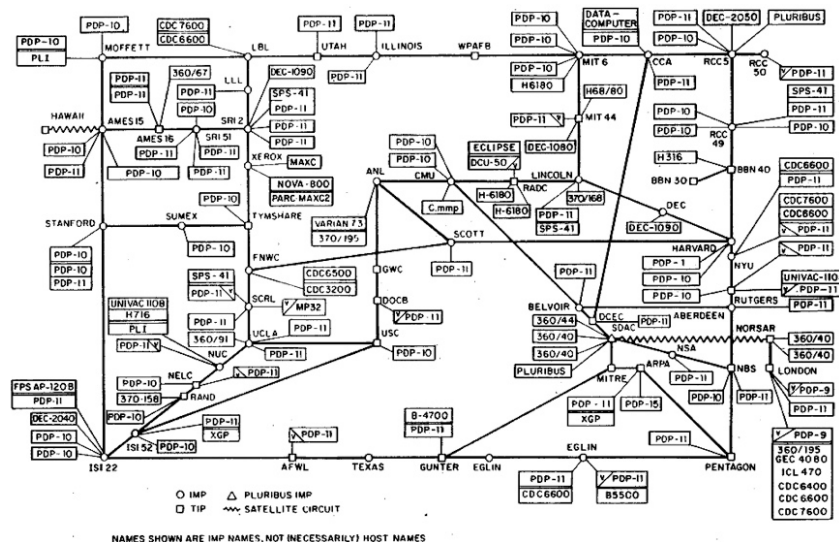 PDP-10
PLI
PDP-10
MOFFETT
CDC7600
CDC6600
LBL
PDP-11
UTAH
PDP-11
ILLINOIS
PDP-11
WPAFB
PDP-10
PDP-10
PDP-10
H6180
MIT 6
DATA-
COMPUTER
PDP-10
CCA
PDP-11
PDP-11
PDP-10
DEC-2050
RCC5
PLURIBUS
RCC
50
PDP-11
LLL
PDP-11
HAWAII
AMES15
PDP-11
PDP-11
360/67
AMES16
PDP-10
PDP-11
SRI 51
PDP-11
SRI 2
DEC-1090
SPS-41
PDP-11
PDP-11
PDP-11
PDP-10
PDP-11
PDP-10
H68/80
PDP-11
MIT 44
DEC-1080
SPS-41
PDP-11
PDP-10
PDP-10
PDP-10
RCC
49
XEROX
MAXC
NOVA-800
PARC-MAXC2
ANL
VARIAN 73
370/195
PDP-10
PDP-10
CMU
C.mmp
ECLIPSE
DCU-50
RADC
H-6180
H-6180
LINCOLN
370/168
PDP-11
SPS-41
DEC
DEC-1090
H316
BBN 30
BBN 40
CDC6600
PDP-11
CDC7600
CDC6600
PDP-11
PDP-11
STANFORD
PDP-10
PDP-10
PDP-11
SUMEX
PDP-10
TYMSHARE
SCOTT
PDP-11
HARVARD
PDP-1
PDP-10
PDP-10
NYU
FNWC
CDC6500
CDC3200
GWC
DOCB
PDP-11
SPS-41
PDP-11
PDP-11
SCRL
MP32
360/91
UCLA
PDP-11
PDP-11
USC
PDP-10
UNIVAC-110
PDP-11
RUTGERS
PDP-11
UNIVAC 110B
H716
PLI
PDP-11
NUC
PDP-11
BELVOIR
DCEC
PDP-11
ABERDEEN
360/44
360/40
360/40
PLURIBUS
SDAC
NSA
PDP-11
NORSAR
360/40
360/40
LONDON
PDP-9
PDP-11
NELC
PDP-10
370-158
RAND
PDP-11
PDP-10
MITRE
PDP-11
XGP
ARPA
PDP-15
NBS
PDP-10
PDP-11
FPS AP-120B
PDP-11
DEC-2040
PDP-10
PDP-10
ISI 22
ISI 52
PDP-11
XGP
PDP-10
PDP-11
AFWL
TEXAS
B-4700
PDP-11
GUNTER
EGLIN
EGLIN
PDP-11
CDC6600
PDP-11
B5500
PDP-11
PENTAGON
PDP-9
360/195
GEC 4080
ICL 470
CDC6400
CDC6600
CDC7600
IMP
PLURIBUS IMP
TIP
SATELLITE CIRCUIT
NAMES SHOWN ARE IMP NAMES, NOT (NECESSARILY) HOST NAMES